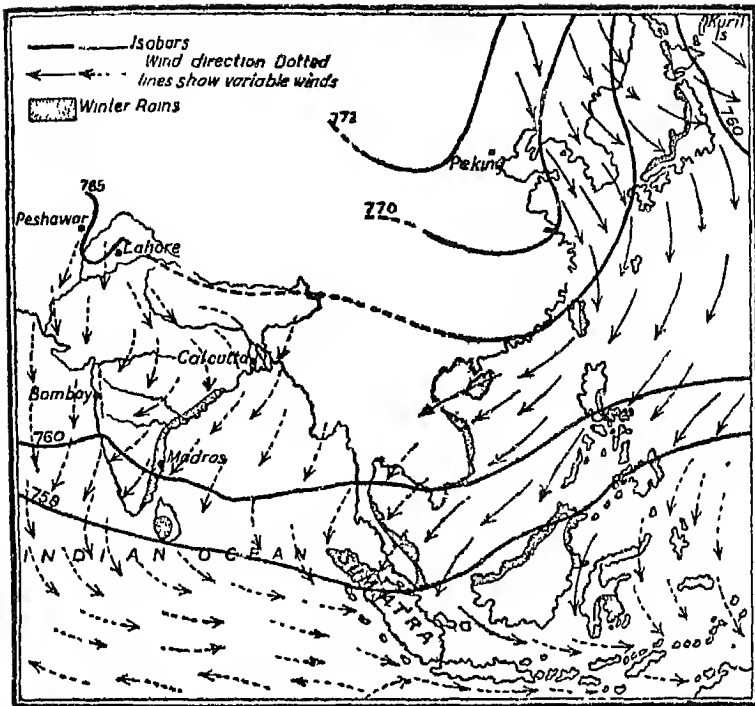 Isobars
Wind direction Dotted
lines show variable winds
Winter Rains
Kuril
Is
760
772
Peking
770
765
Peshawar
Lahore
Calcutta
Bombay
760
Madras
758
INDIAN OCEAN
SUMATRA